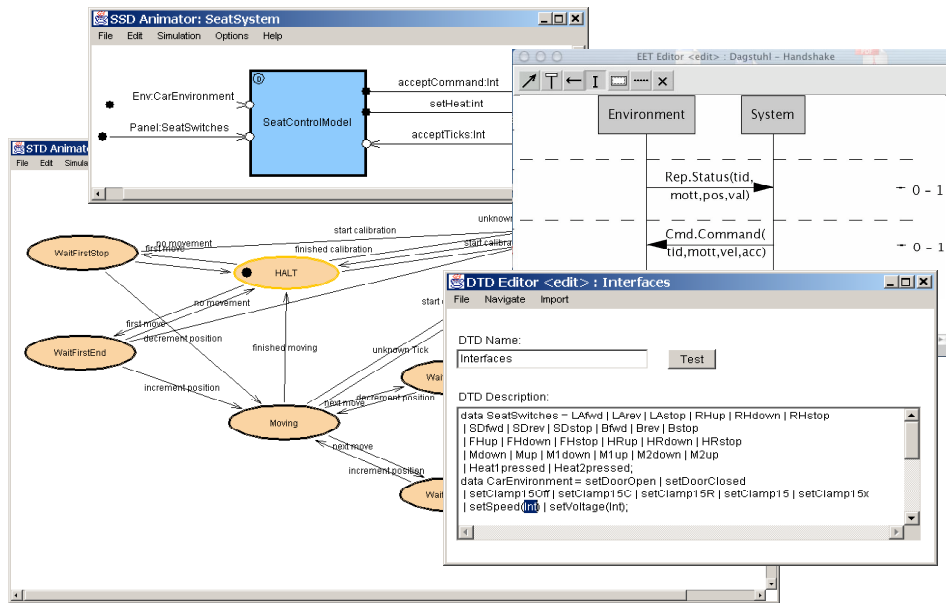 SSD Animator: SeatSystem
File Edit Simulation Options Help
Env:CarEnvironment
Panel:SeatSwitches
D
SeatControlModel
acceptCommand:Int
setHeat:int
acceptTicks:Int
EET Editor <edit> : Dagstuhl - Handshake
Environment
System
Rep.Status(tid,
mott,pos,val)
0 - 1
Cmd.Command(
tid,mott,vel,acc)
0 - 1
STD Animator
File Edit Simu
WaitFirstStop
no movement
first move
start calibration
finished calibration
unknown
start calibra
HALT
no movement
first move
decrement position
WaitFirstEnd
finished moving
start c
unknown Tick
increment position
Wai
decrement position
next move
Moving
next move
increment position
Wai
DTD Editor <edit> : Interfaces
File Navigate Import
DTD Name:
Interfaces
Test
DTD Description:
data SeatSwitches = LAfwd | LArev | LAstop | RHup | RHdown | RHstop
| SDfwd | SDrev | SDstop | Bfwd | Brev | Bstop
| FHup | FHdown | FHstop | HRup | HRdown | HRstop
| Mdown | Mup | M1down | M1up | M2down | M2up
| Heat1pressed | Heat2pressed;
data CarEnvironment = setDoorOpen | setDoorClosed
| setClamp15Off | setClamp15C | setClamp15R | setClamp15 | setClamp15x
| setSpeed(Int) | setVoltage(Int);